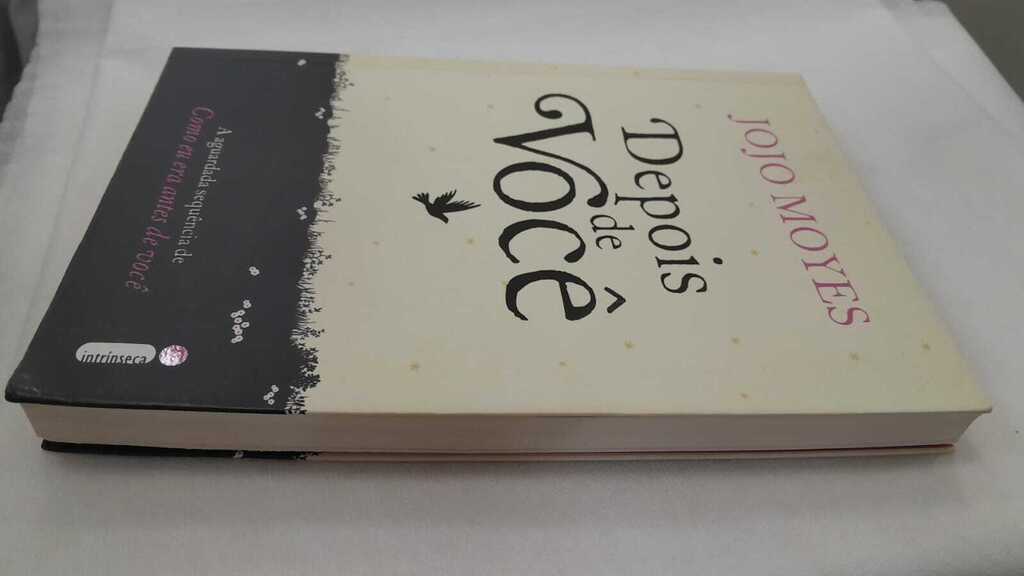 JOJO MOYES
Depois
de
Você
A aguardada sequência de
Como eu era antes de você
intrínseca